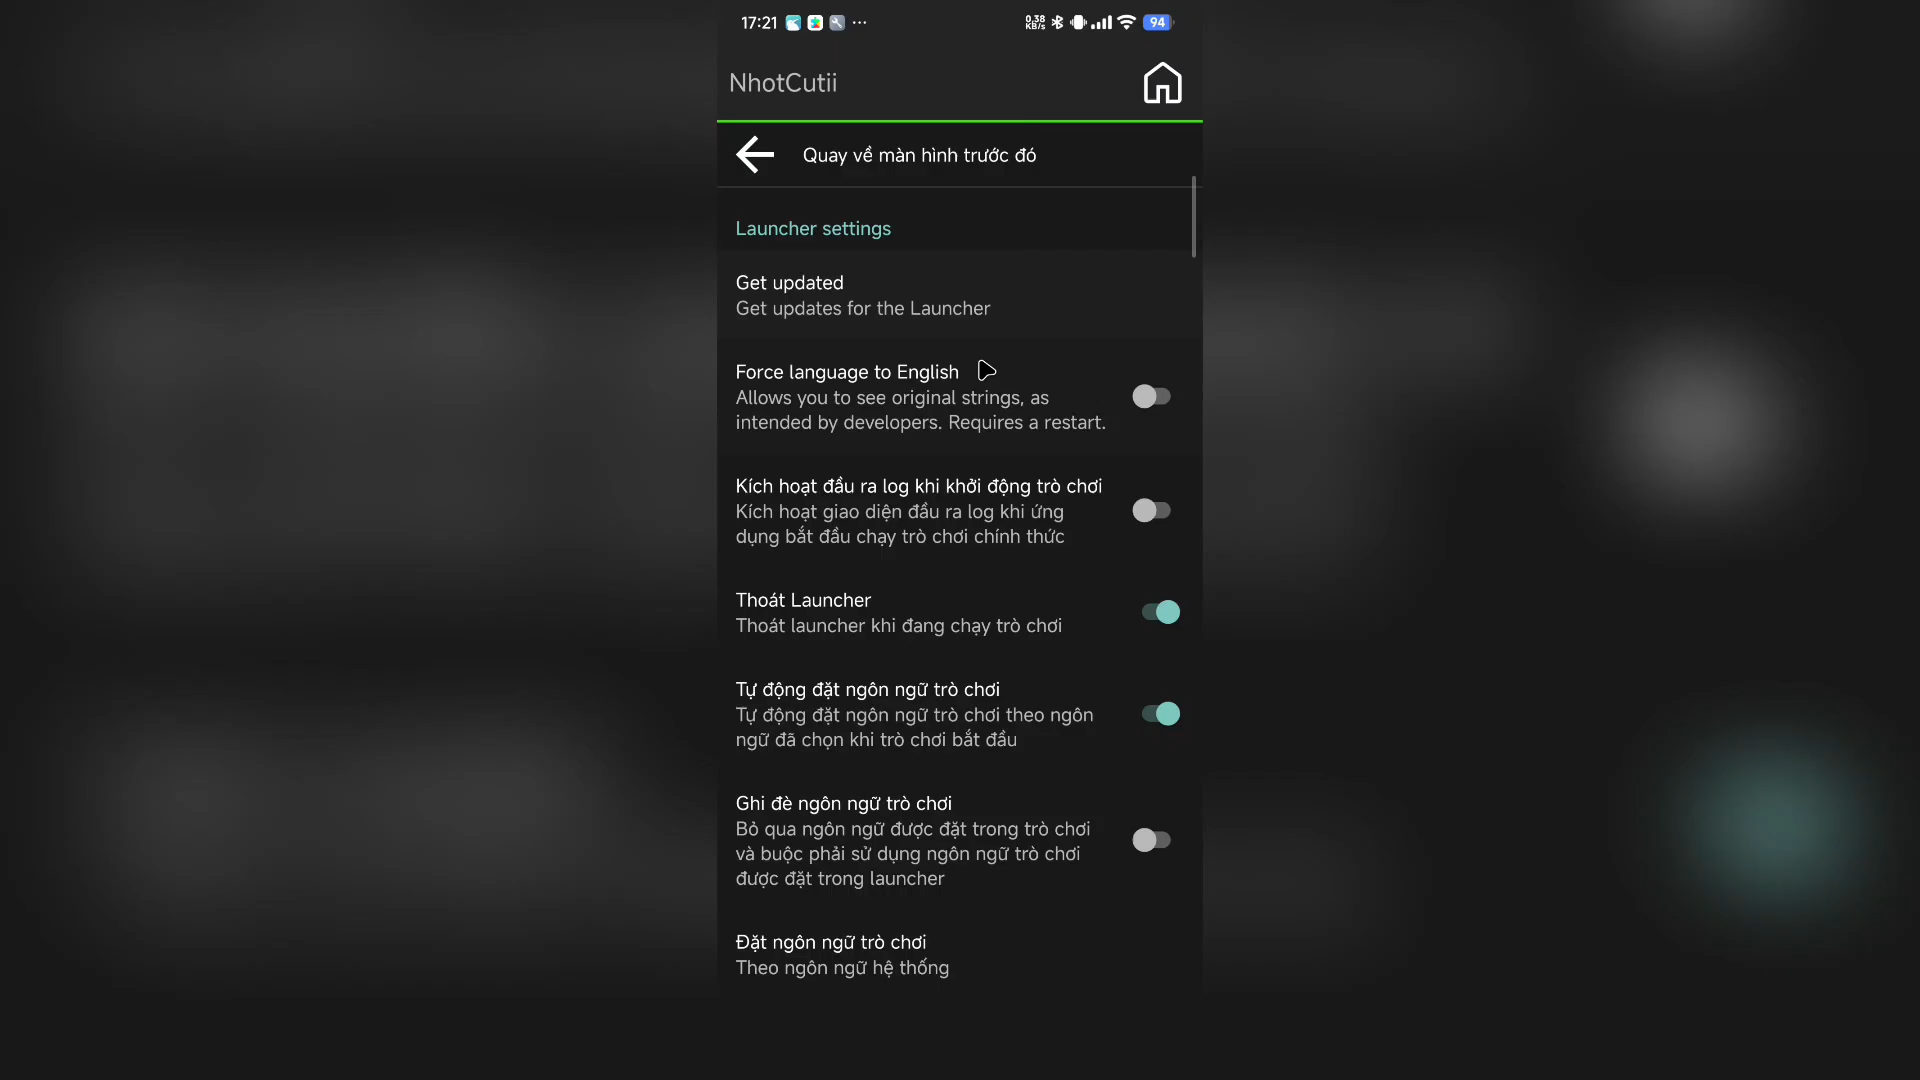 17:21 ... 0.38 KB/s 94
NhotCutii
Quay về màn hình trước đó
Launcher settings
Get updated
Get updates for the Launcher
Force language to English
Allows you to see original strings, as
intended by developers. Requires a restart.
Kích hoạt đầu ra log khi khởi động trò chơi
Kích hoạt giao diện đầu ra log khi ứng
dụng bắt đầu chạy trò chơi chính thức
Thoát Launcher
Thoát launcher khi đang chạy trò chơi
Tự động đặt ngôn ngữ trò chơi
Tự động đặt ngôn ngữ trò chơi theo ngôn
ngữ đã chọn khi trò chơi bắt đầu
Ghi đè ngôn ngữ trò chơi
Bỏ qua ngôn ngữ được đặt trong trò chơi
và buộc phải sử dụng ngôn ngữ trò chơi
được đặt trong launcher
Đặt ngôn ngữ trò chơi
Theo ngôn ngữ hệ thống